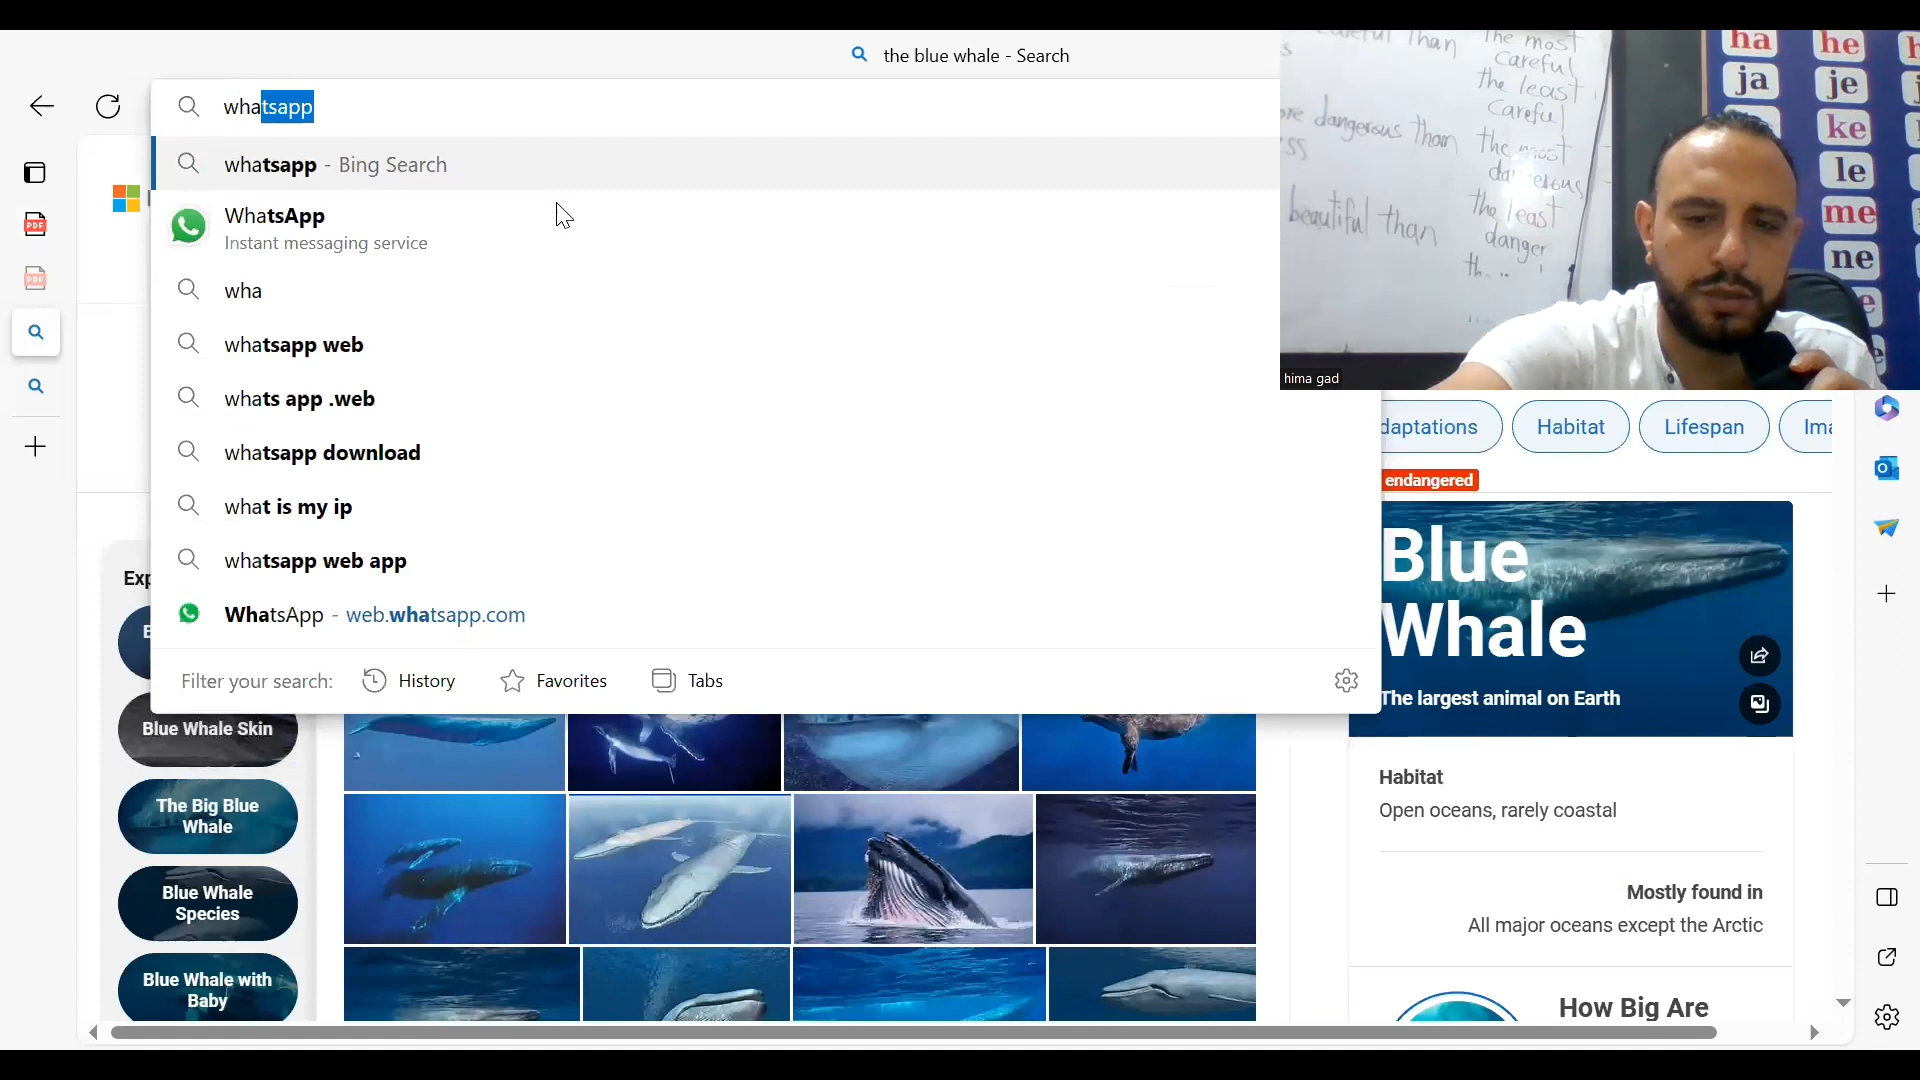 the blue whale - Search
whatsapp
whatsapp - Bing Search
WhatsApp
Instant messaging service
wha
whatsapp web
whats app .web
whatsapp download
what is my ip
whatsapp web app
WhatsApp - web.whatsapp.com
Filter your search: History Favorites Tabs
than
The most
careful
the least
careful
dangerous than
the most
dangerous
beautiful than
the least
danger
ha he
ja je
ke
le
me
ne
hima gad
Habitat Lifespan
endangered
Blue
Whale
The largest animal on Earth
Habitat
Open oceans, rarely coastal
Mostly found in
All major oceans except the Arctic
How Big Are
Blue Whale Skin
The Big Blue
Whale
Blue Whale
Species
Blue Whale with
Baby
PDF
PDF